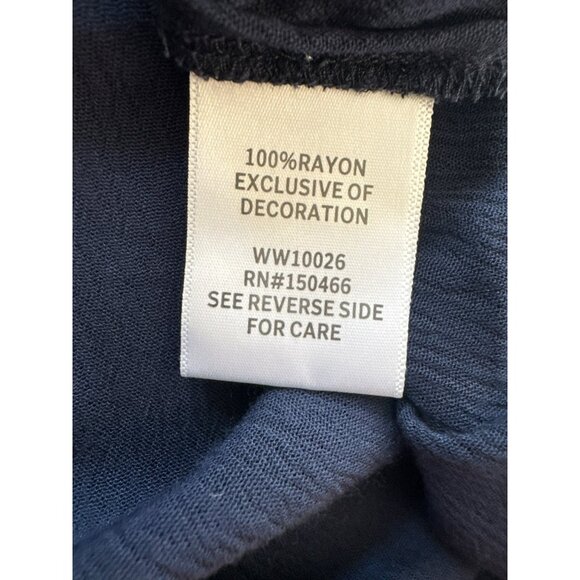 100%RAYON
EXCLUSIVE OF
DECORATION
WW10026
RN#150466
SEE REVERSE SIDE
FOR CARE